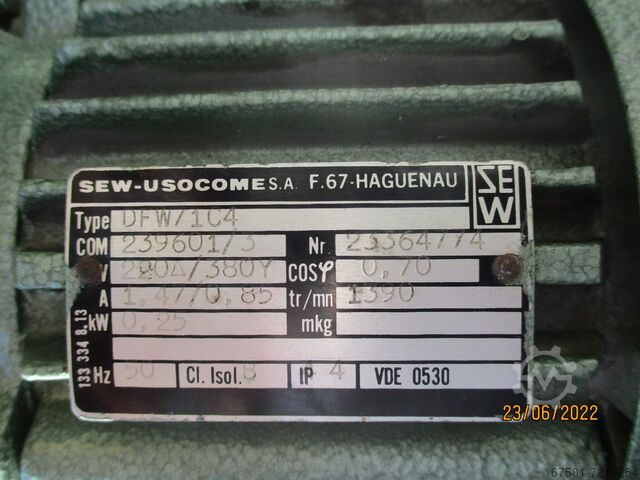 SEW-USOCOME S.A. F.67-HAGUENAU
SEW
Type DFW71C4
COM 239601/3 Nr
V 220Δ/380Y COSφ 0,70
A 1,47/0,85 tr/mn 1390
kW 0,25 mkg
133 334 8.13
Hz 50 Cl. Isol. B IP 4 VDE 0530
23/06/2022